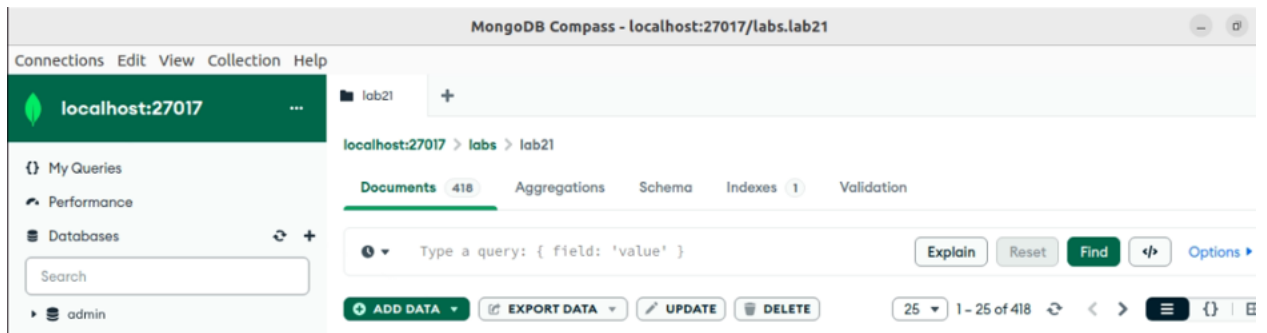 MongoDB Compass - localhost:27017/labs.lab21
Connections Edit View Collection Help
localhost:27017 ...
lab21 +
localhost:27017 > labs > lab21
{} My Queries
Documents 418 Aggregations Schema Indexes 1 Validation
Performance
Databases +
Type a query: { field: 'value' } Explain Reset Find </> Options
Search
admin
ADD DATA EXPORT DATA UPDATE DELETE 25 1 – 25 of 418 < > {}